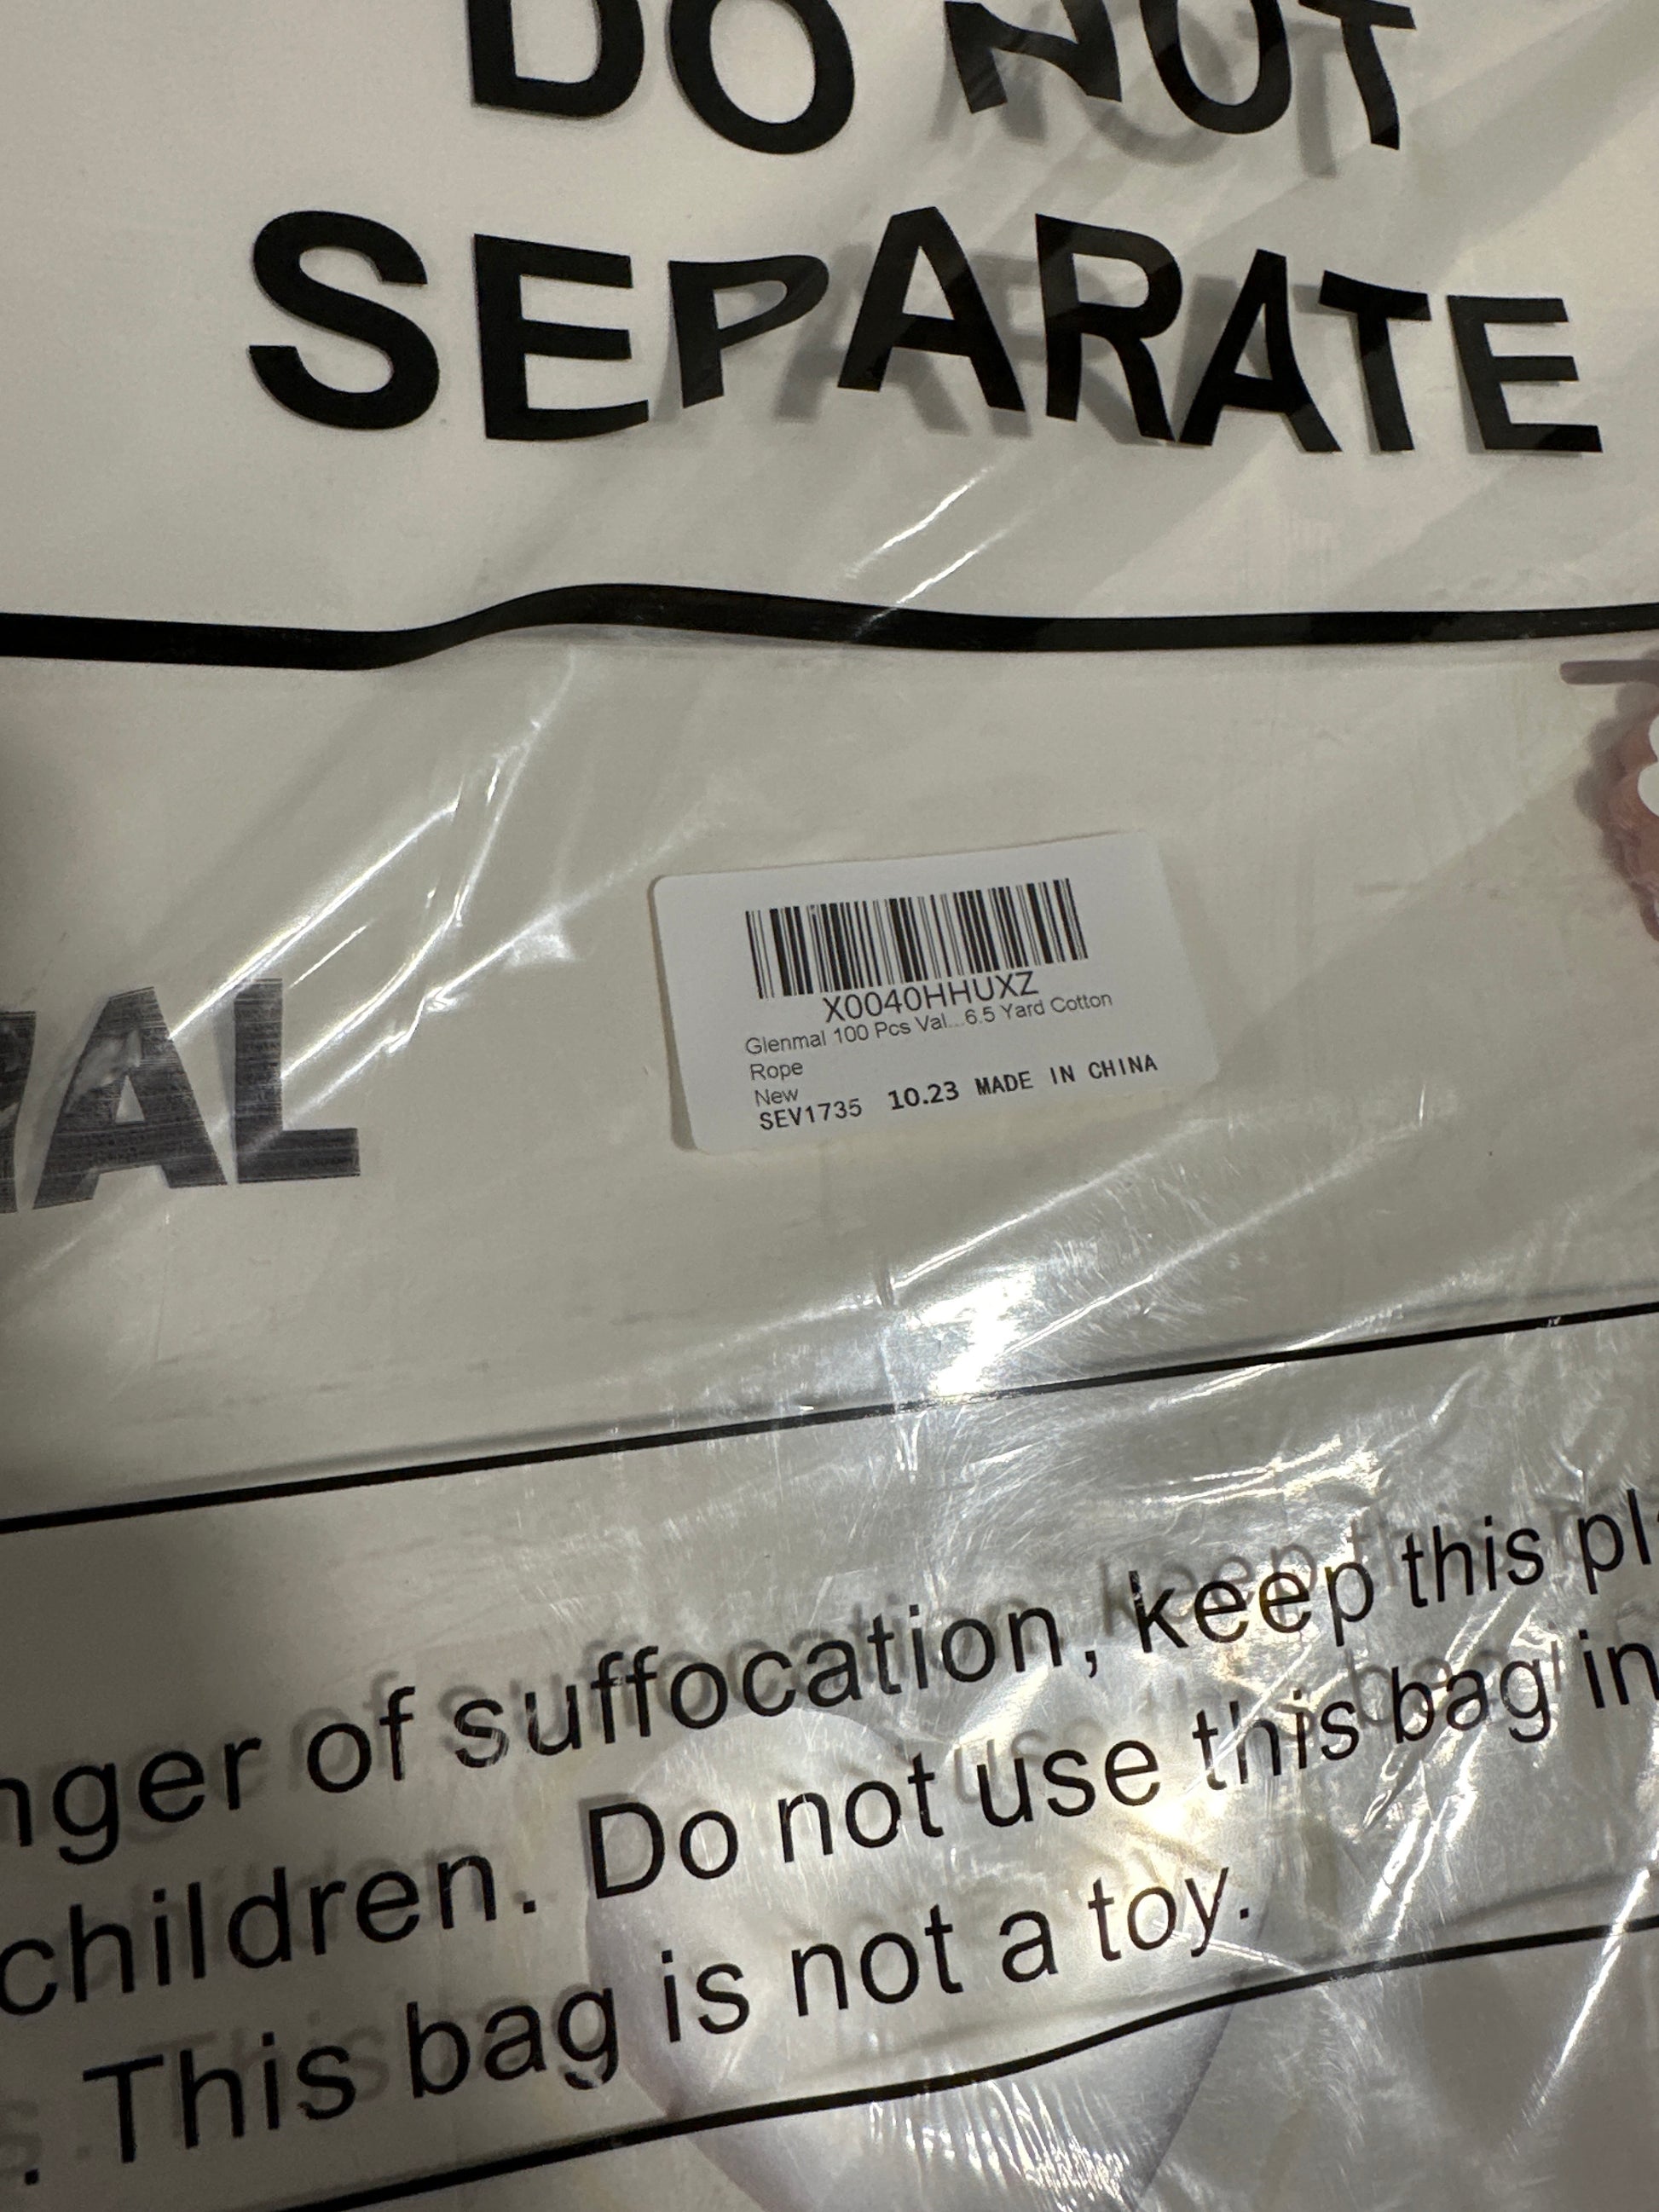 DO NOT
SEPARATE
X0040HHUXZ
Glenmal 100 Pcs Val...6.5 Yard Cotton
Rope
New
SEV1735 10.23 MADE IN CHINA
MAL
nger of suffocation, keep this pl
children. Do not use this bag in
. This bag is not a toy.